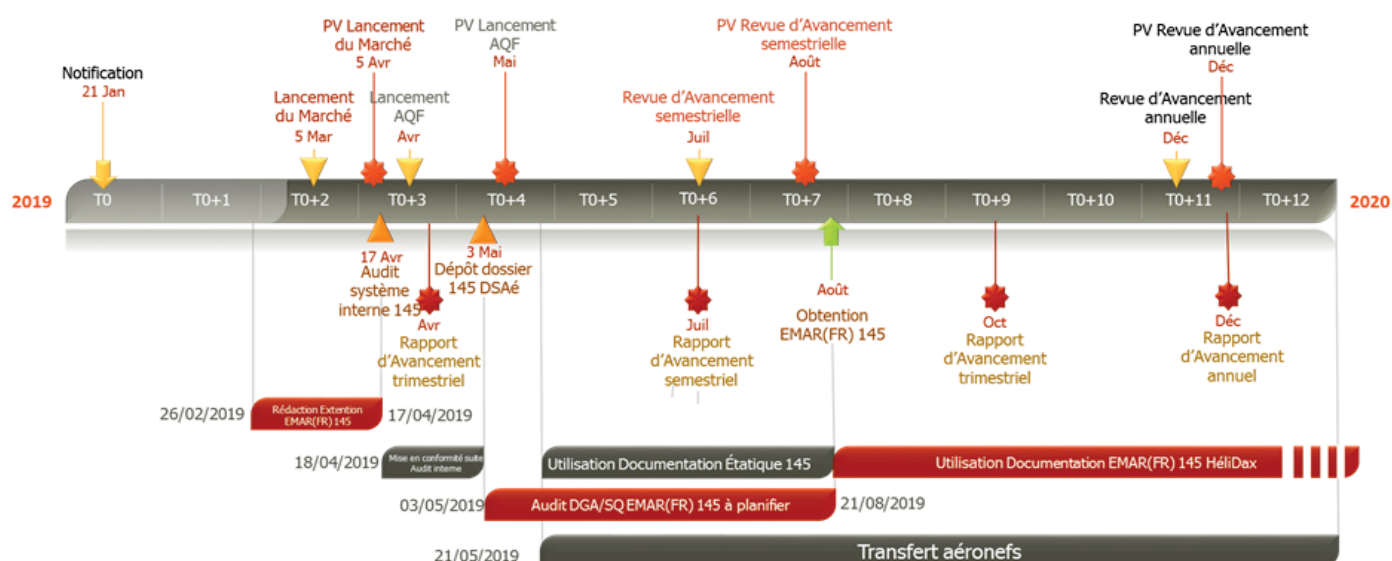 PV Lancement
du Marché
5 Avr
PV Lancement
AQF
Mai
PV Revue d'Avancement
semestrielle
Août
PV Revue d'Avancement
annuelle
Déc
Notification
21 Jan
Lancement
du Marché
5 Mar
Lancement
AQF
Avr
Revue d'Avancement
semestrielle
Juil
Revue d'Avancement
annuelle
Déc
2019
T0
T0+1
T0+2
T0+3
T0+4
T0+5
T0+6
T0+7
T0+8
T0+9
T0+10
T0+11
T0+12
2020
17 Avr
Audit
système
interne 145
3 Mai
Dépôt dossier
145 DSAé
Avr
Rapport
d'Avancement
trimestriel
Juil
Rapport
d'Avancement
semestriel
Août
Obtention
EMAR(FR) 145
Oct
Rapport
d'Avancement
trimestriel
Déc
Rapport
d'Avancement
annuel
26/02/2019
Rédaction Extention
EMAR(FR) 145
17/04/2019
18/04/2019
Mise en conformité suite
Audit interne
Utilisation Documentation Étatique 145
Utilisation Documentation EMAR(FR) 145 HéliDax
03/05/2019
Audit DGA/SQ EMAR(FR) 145 à planifier
21/08/2019
21/05/2019
Transfert aéronefs